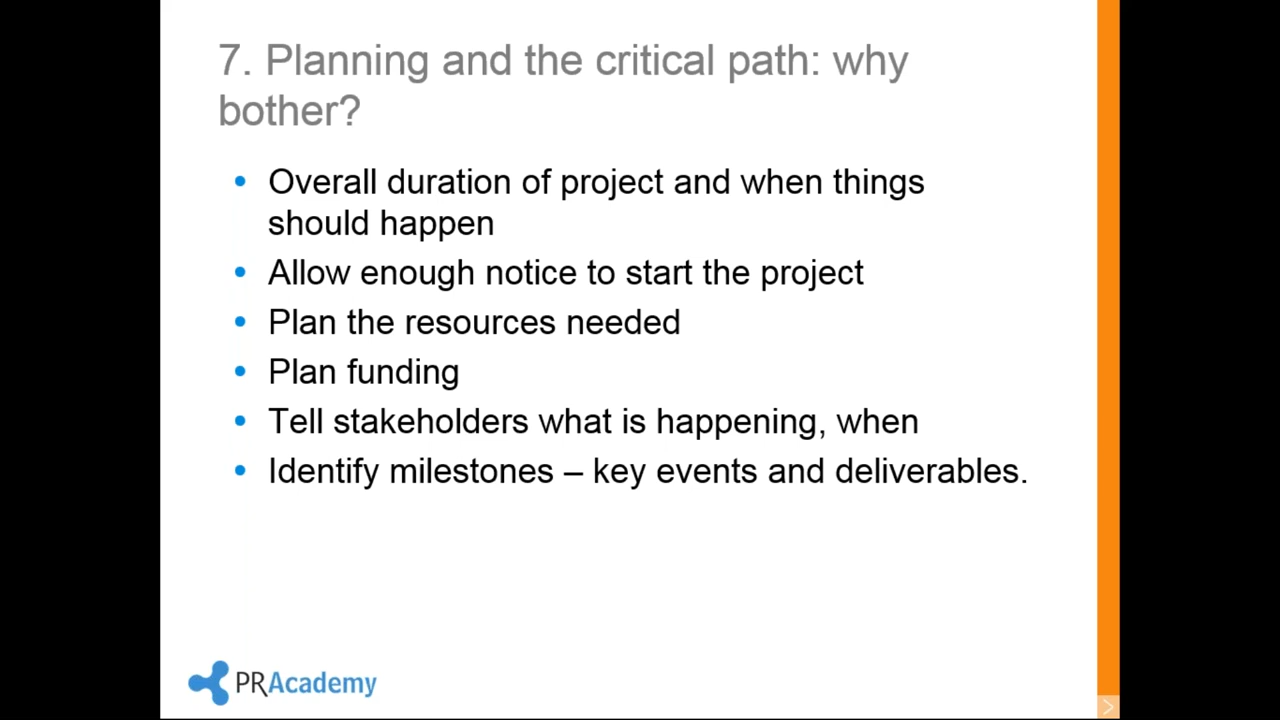 7. Planning and the critical path: why
bother?
• Overall duration of project and when things
should happen
• Allow enough notice to start the project
• Plan the resources needed
• Plan funding
• Tell stakeholders what is happening, when
• Identify milestones – key events and deliverables.
PRAcademy